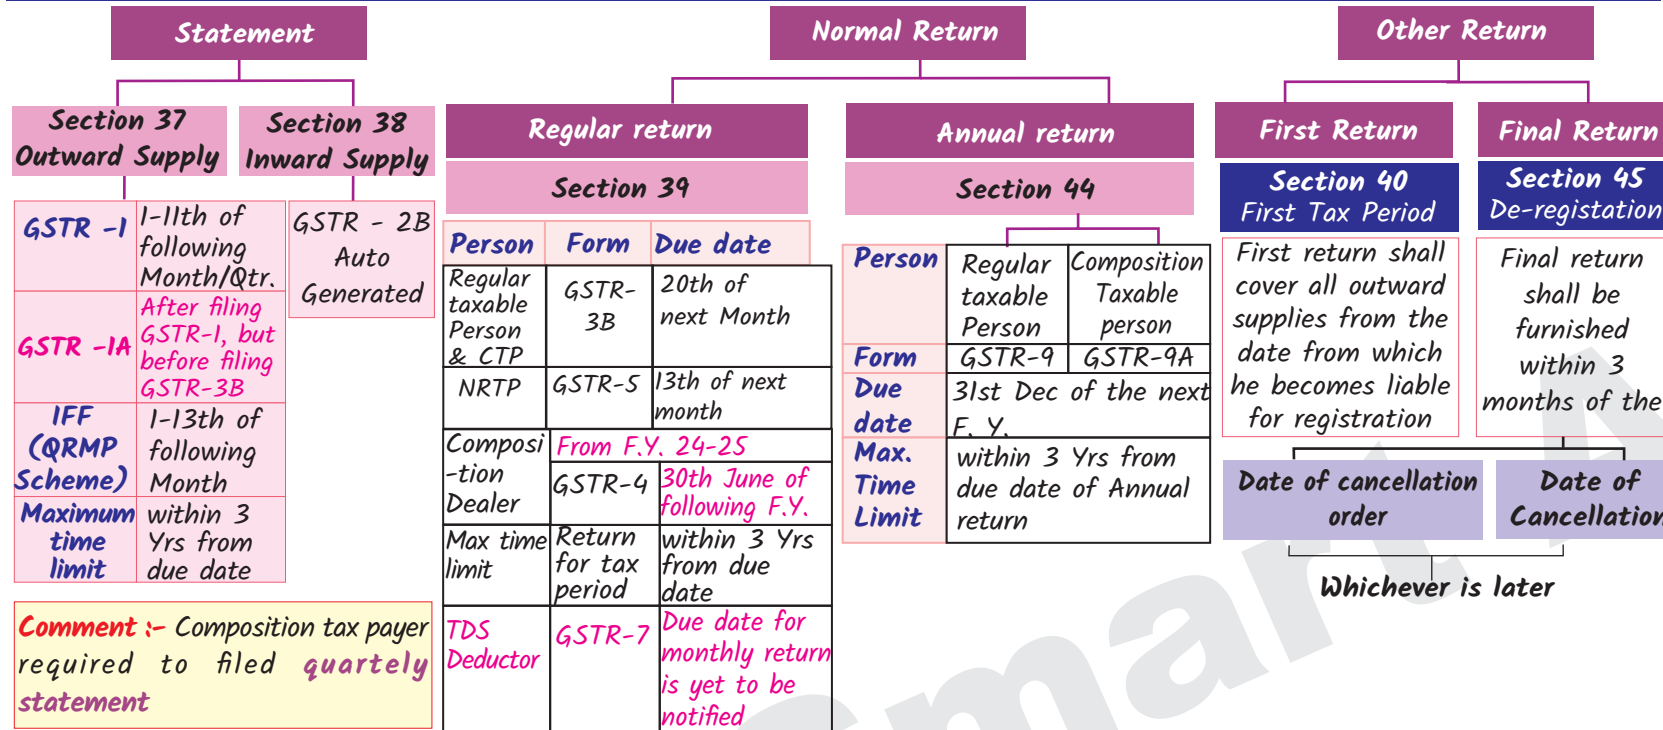 Statement
Normal Return
Other Return
Section 37
Outward Supply
Section 38
Inward Supply
GSTR -1
1-11th of
following
Month/Qtr.
GSTR -1A
After filing
GSTR-1, but
before filing
GSTR-3B
IFF
(QRMP
Scheme)
1-13th of
following
Month
Maximum
time
limit
within 3
Yrs from
due date
GSTR - 2B
Auto
Generated
Comment :- Composition tax payer
required to filed quartely
statement
Regular return
Section 39
Person Form Due date
Regular
taxable
Person
& CTP
GSTR-
3B
20th of
next Month
NRTP
GSTR-5
13th of next
month
Composi
-tion
Dealer
From F.Y. 24-25
GSTR-4
30th June of
following F.Y.
Max time
limit
Return
for tax
period
within 3 Yrs
from due
date
TDS
Deductor
GSTR-7
Due date for
monthly return
is yet to be
notified
Annual return
Section 44
Person
Regular
taxable
Person
Composition
Taxable
person
Form
GSTR-9
GSTR-9A
Due
date
31st Dec of the next
F. Y.
Max.
Time
Limit
within 3 Yrs from
due date of Annual
return
First Return
Section 40
First Tax Period
First return shall
cover all outward
supplies from the
date from which
he becomes liable
for registration
Final Return
Section 45
De-registation
Final return
shall be
furnished
within 3
months of the
Date of cancellation
order
Date of
Cancellation
Whichever is later
Smart A